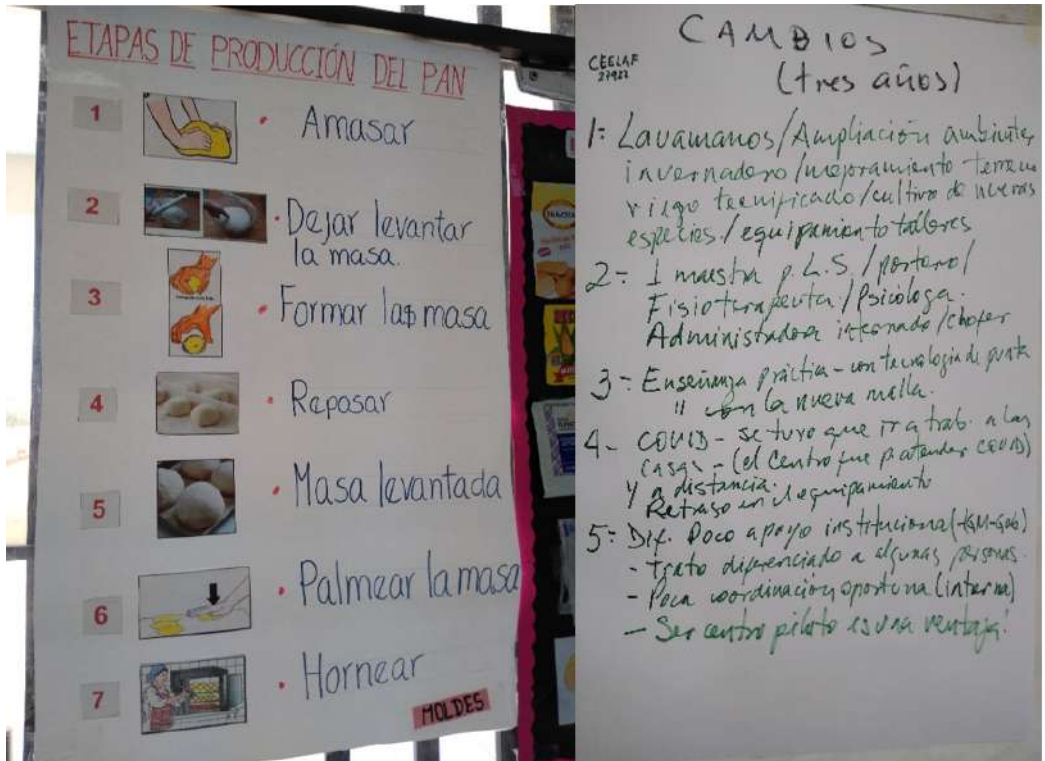 ETAPAS DE PRODUCCIÓN DEL PAN
1 • Amasar
2 • Dejar levantar
la masa.
3 • Formar las masa
4 • Reposar
5 • Masa levantada
6 • Palmear la masa
7 • Hornear
MOLDES
CAMBIOS
(tres años)
CEELAF
27922
1= Lavamanos/Ampliación ambientes
invernadero/mejoramiento terreno
riego tecnificado/cultivo de nuevas
especies/equipamiento talleres
2= 1 maestra p. L.S./portero/
Fisioterapeuta/Psicóloga.
Administradora internado/chofer
3= Enseñanza práctica - con tecnología de punta
" con la nueva malla.
4- COVID - se tuvo que ir a trab. a las
casas - (el Centro fue p atender COVID)
y a distancia.
Retraso en el equipamiento
5= Dif. Poco apoyo institucional
- Trato diferenciado a algunas personas.
- Poca coordinación oportuna (interna)
- Ser centro piloto es una ventaja!